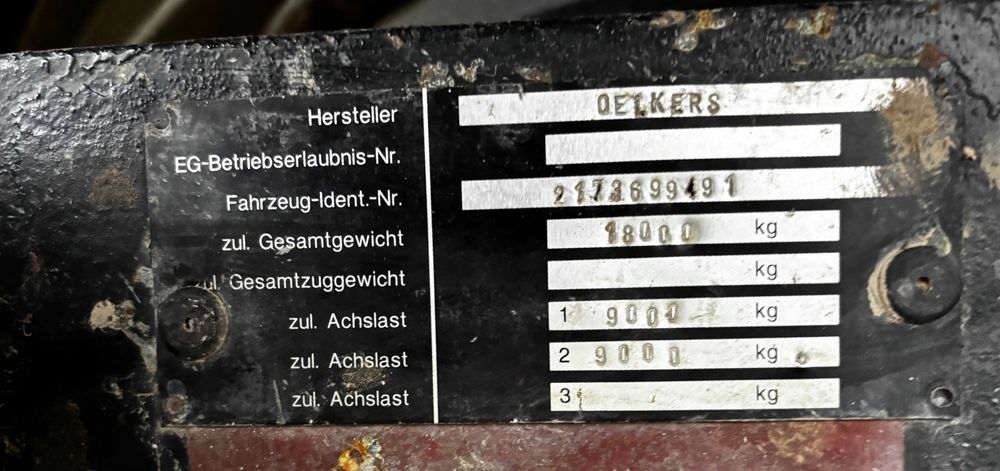 Hersteller OELKERS
EG-Betriebserlaubnis-Nr.
Fahrzeug-Ident.-Nr. 2173699491
zul. Gesamtgewicht 18000 kg
zul. Gesamtzuggewicht kg
zul. Achslast 1 9000 kg
zul. Achslast 2 9000 kg
zul. Achslast 3 kg